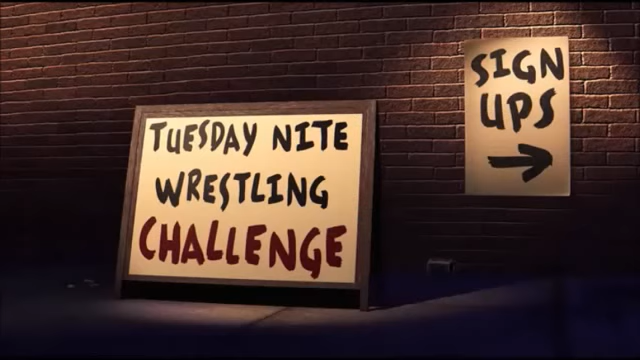 TUESDAY NITE
WRESTLING
CHALLENGE
SIGN
UPS